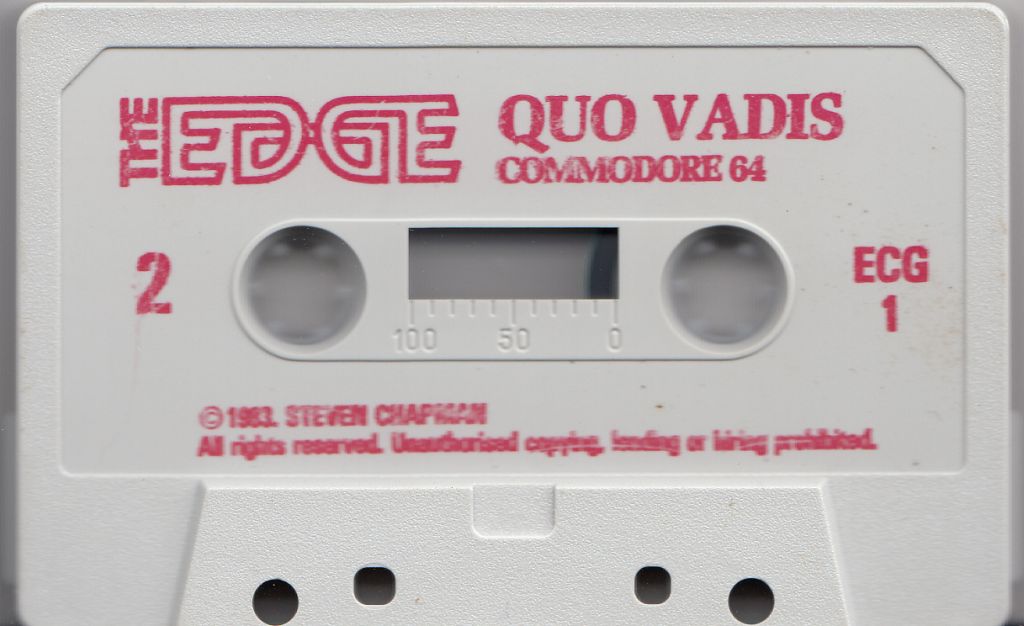 THE EDGE
QUO VADIS
COMMODORE 64
2
ECG
1
100 50 0
© 1983. STEVEN CHAPMAN
All rights reserved. Unauthorised copying, lending or hiring prohibited.